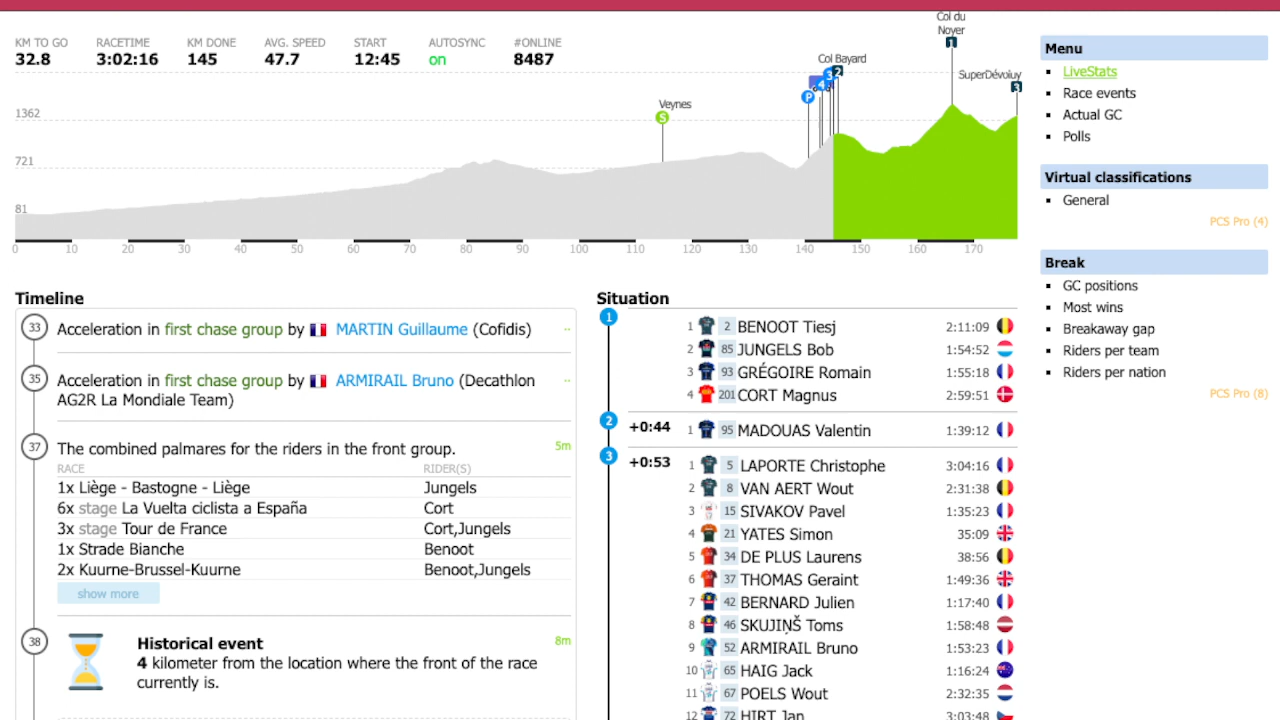 KM TO GO RACETIME KM DONE AVG. SPEED START AUTOSYNC #ONLINE
32.8 3:02:16 145 47.7 12:45 on 8487
Col du
Noyer
1
Col Bayard
3 2
4
P
SuperDévoluy
3
Veynes
S
1362
721
81
0 10 20 30 40 50 60 70 80 90 100 110 120 130 140 150 160 170
Menu
LiveStats
Race events
Actual GC
Polls
Virtual classifications
General
PCS Pro (4)
Break
GC positions
Most wins
Breakaway gap
Riders per team
Riders per nation
PCS Pro (8)
Timeline
33 Acceleration in first chase group by MARTIN Guillaume (Cofidis) --
35 Acceleration in first chase group by ARMIRAIL Bruno (Decathlon --
AG2R La Mondiale Team)
37 The combined palmares for the riders in the front group. 5m
RACE RIDER(S)
1x Liège - Bastogne - Liège Jungels
6x stage La Vuelta ciclista a España Cort
3x stage Tour de France Cort,Jungels
1x Strade Bianche Benoot
2x Kuurne-Brussel-Kuurne Benoot,Jungels
show more
38 Historical event 8m
4 kilometer from the location where the front of the race
currently is.
Situation
1
1 2 BENOOT Tiesj 2:11:09
2 85 JUNGELS Bob 1:54:52
3 93 GRÉGOIRE Romain 1:55:18
4 201 CORT Magnus 2:59:51
2 +0:44 1 95 MADOUAS Valentin 1:39:12
3 +0:53 1 5 LAPORTE Christophe 3:04:16
2 8 VAN AERT Wout 2:31:38
3 15 SIVAKOV Pavel 1:35:23
4 21 YATES Simon 35:09
5 34 DE PLUS Laurens 38:56
6 37 THOMAS Geraint 1:49:36
7 42 BERNARD Julien 1:17:40
8 46 SKUJIŅŠ Toms 1:58:48
9 52 ARMIRAIL Bruno 1:53:23
10 65 HAIG Jack 1:16:24
11 67 POELS Wout 2:32:35
12 72 HIRT Jan 3:03:48